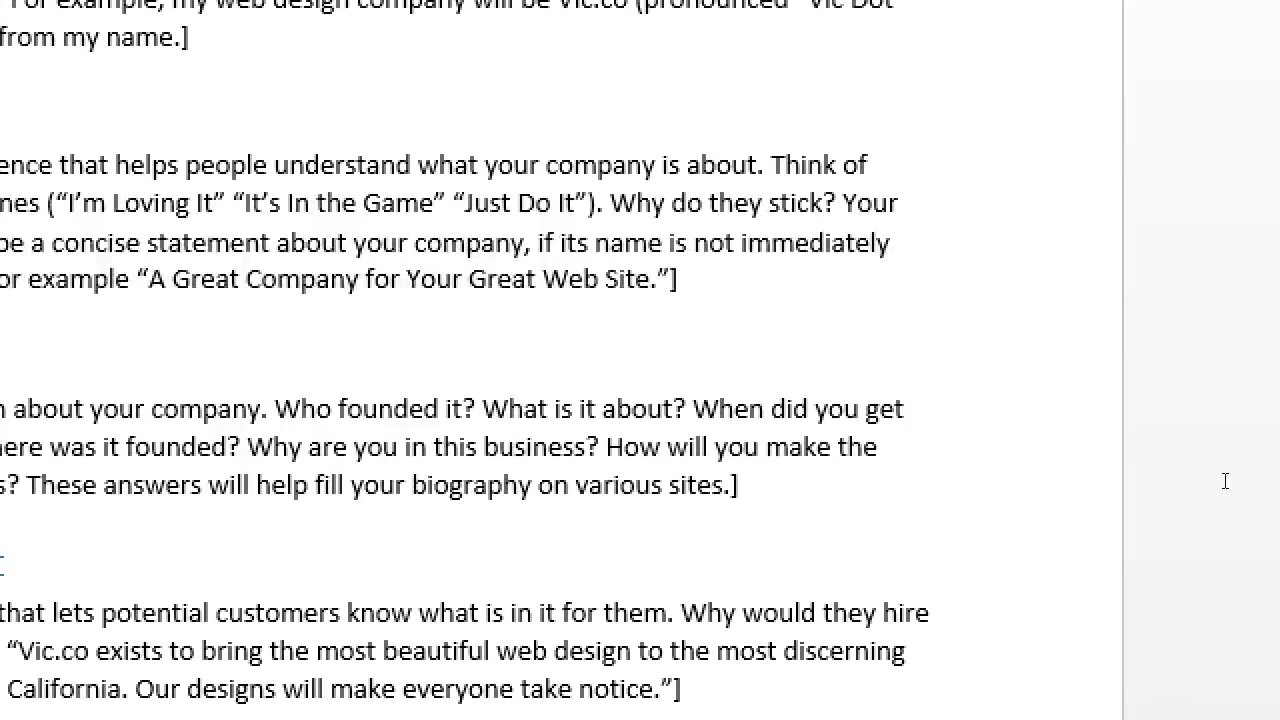 For example, my web design company will be Vic.co (pronounced "Vic Dot
from my name.]
ence that helps people understand what your company is about. Think of
nes (“I’m Loving It” “It’s In the Game” “Just Do It”). Why do they stick? Your
be a concise statement about your company, if its name is not immediately
or example “A Great Company for Your Great Web Site.”]
about your company. Who founded it? What is it about? When did you get
here was it founded? Why are you in this business? How will you make the
s? These answers will help fill your biography on various sites.]
that lets potential customers know what is in it for them. Why would they hire
“Vic.co exists to bring the most beautiful web design to the most discerning
California. Our designs will make everyone take notice.”]